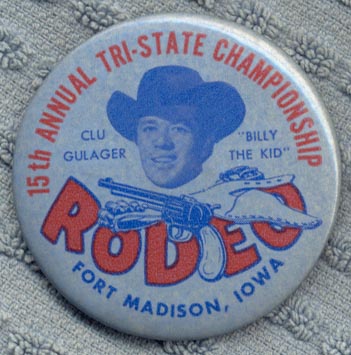 15th ANNUAL TRI-STATE CHAMPIONSHIP
CLU
GULAGER
"BILLY
THE KID"
RODEO
FORT MADISON, IOWA